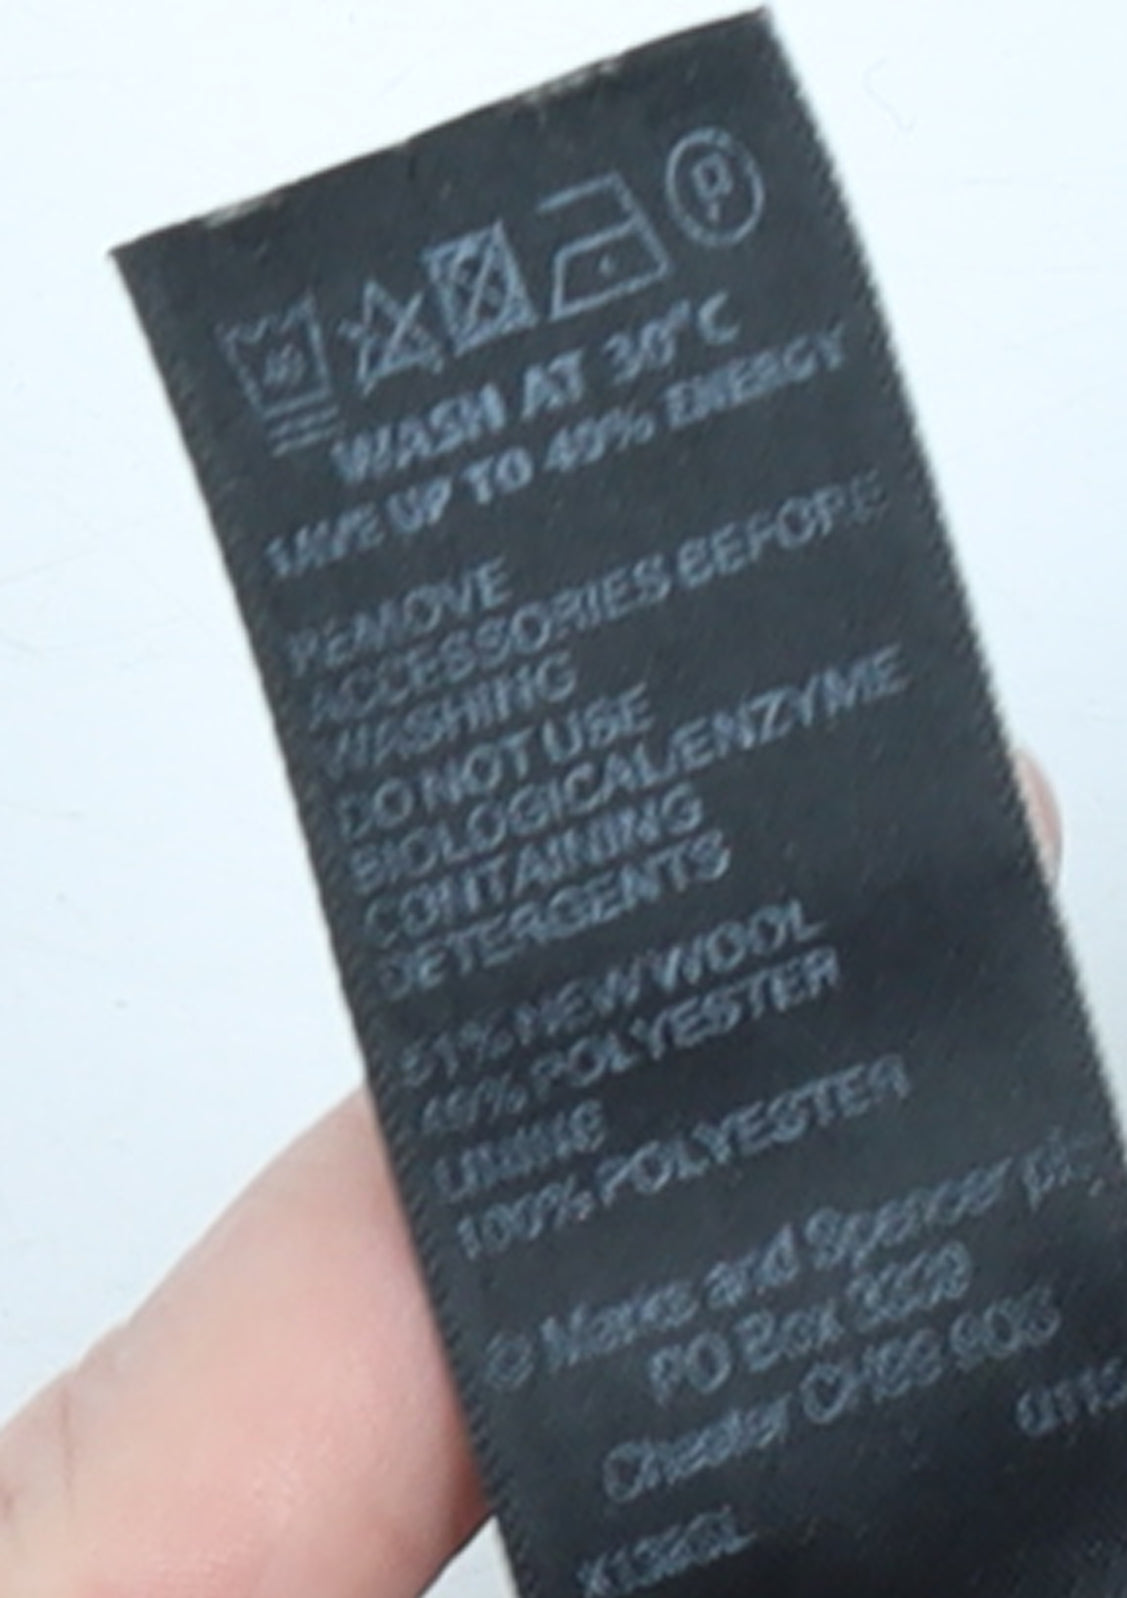 40
P
WASH AT 30°C
SAVE UP TO 40% ENERGY
REMOVE
ACCESSORIES BEFORE
WASHING
DO NOT USE
BIOLOGICAL/ENZYME
CONTAINING
DETERGENTS
51% NEW WOOL
49% POLYESTER
LINING
100% POLYESTER
© Marks and Spencer plc
PO Box 3339
Chester CH99 9QS